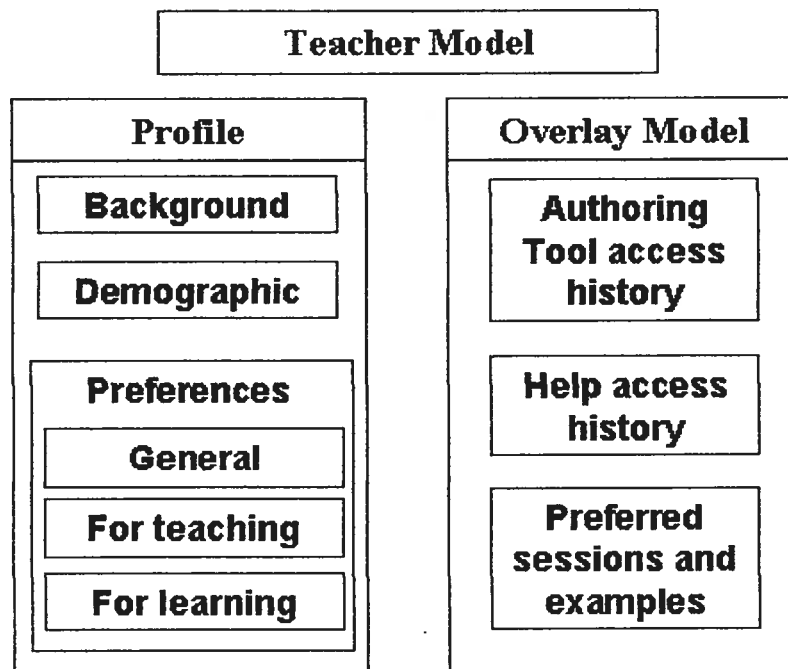 Teacher Model
Profile
Background
Demographic
Preferences
General
For teaching
For learning
Overlay Model
Authoring
Tool access
history
Help access
history
Preferred
sessions and
examples